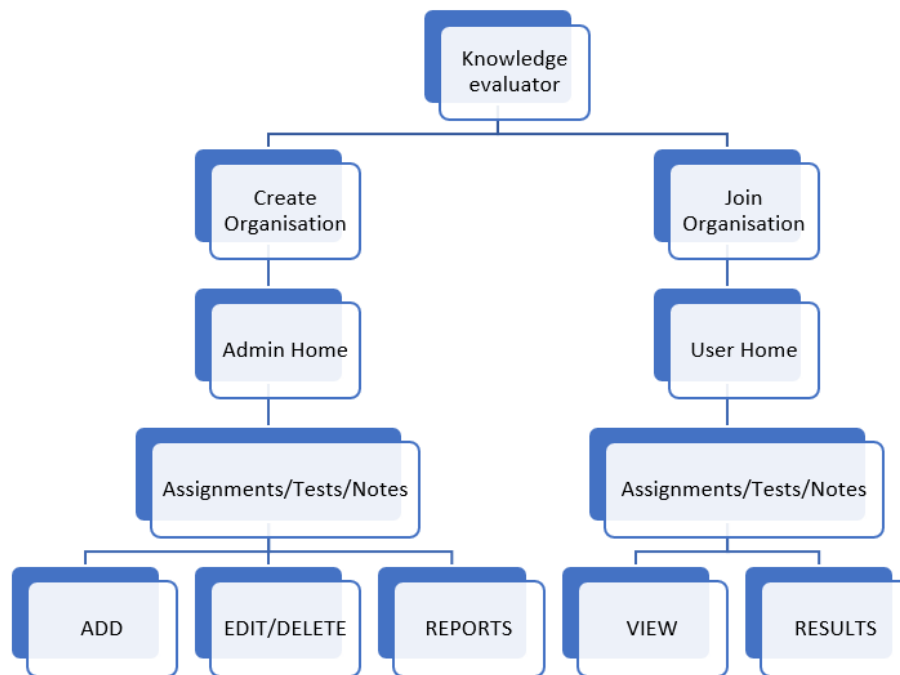 Knowledge
evaluator
Create
Organisation
Join
Organisation
Admin Home
User Home
Assignments/Tests/Notes
Assignments/Tests/Notes
ADD
EDIT/DELETE
REPORTS
VIEW
RESULTS